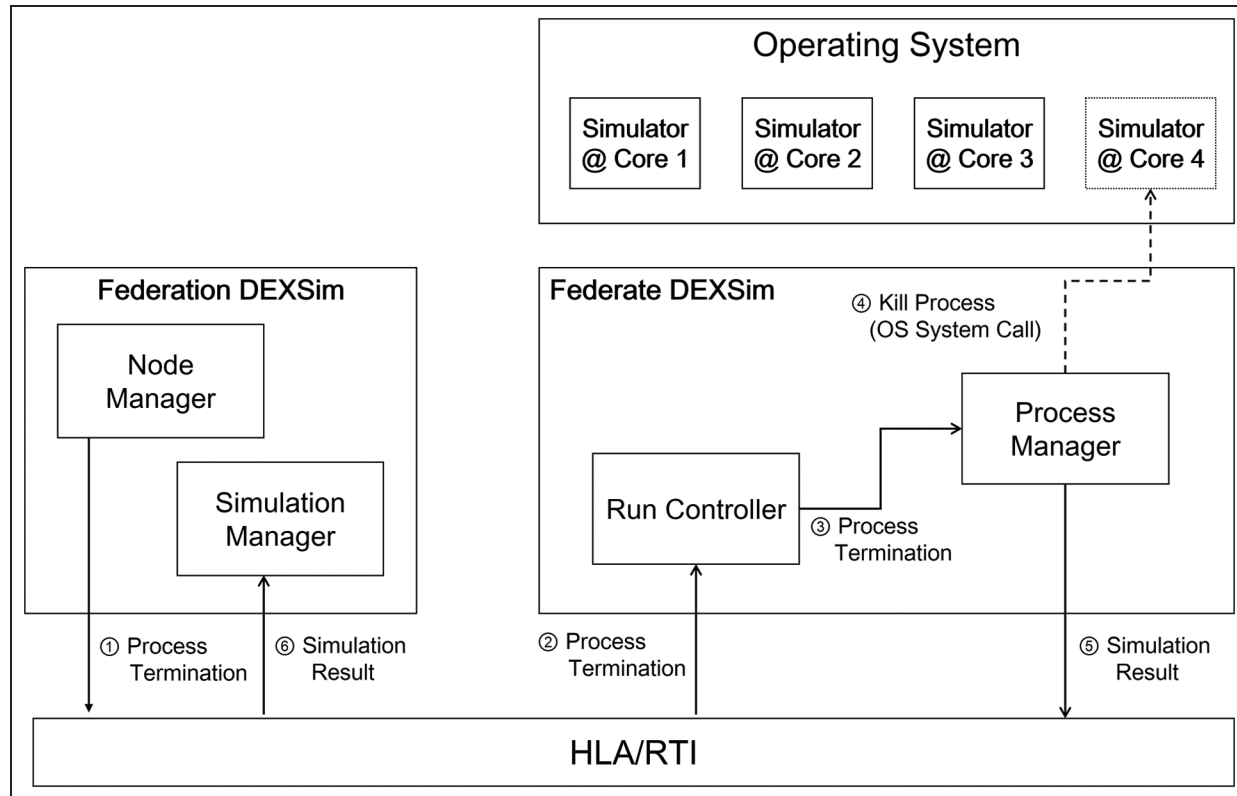 Operating System
Simulator
@ Core 1
Simulator
@ Core 2
Simulator
@ Core 3
Simulator
@ Core 4
Federation DEXSim
Node
Manager
Simulation
Manager
Federate DEXSim
④ Kill Process
(OS System Call)
Process
Manager
Run Controller
③ Process
Termination
① Process
Termination
⑥ Simulation
Result
② Process
Termination
⑤ Simulation
Result
HLA/RTI